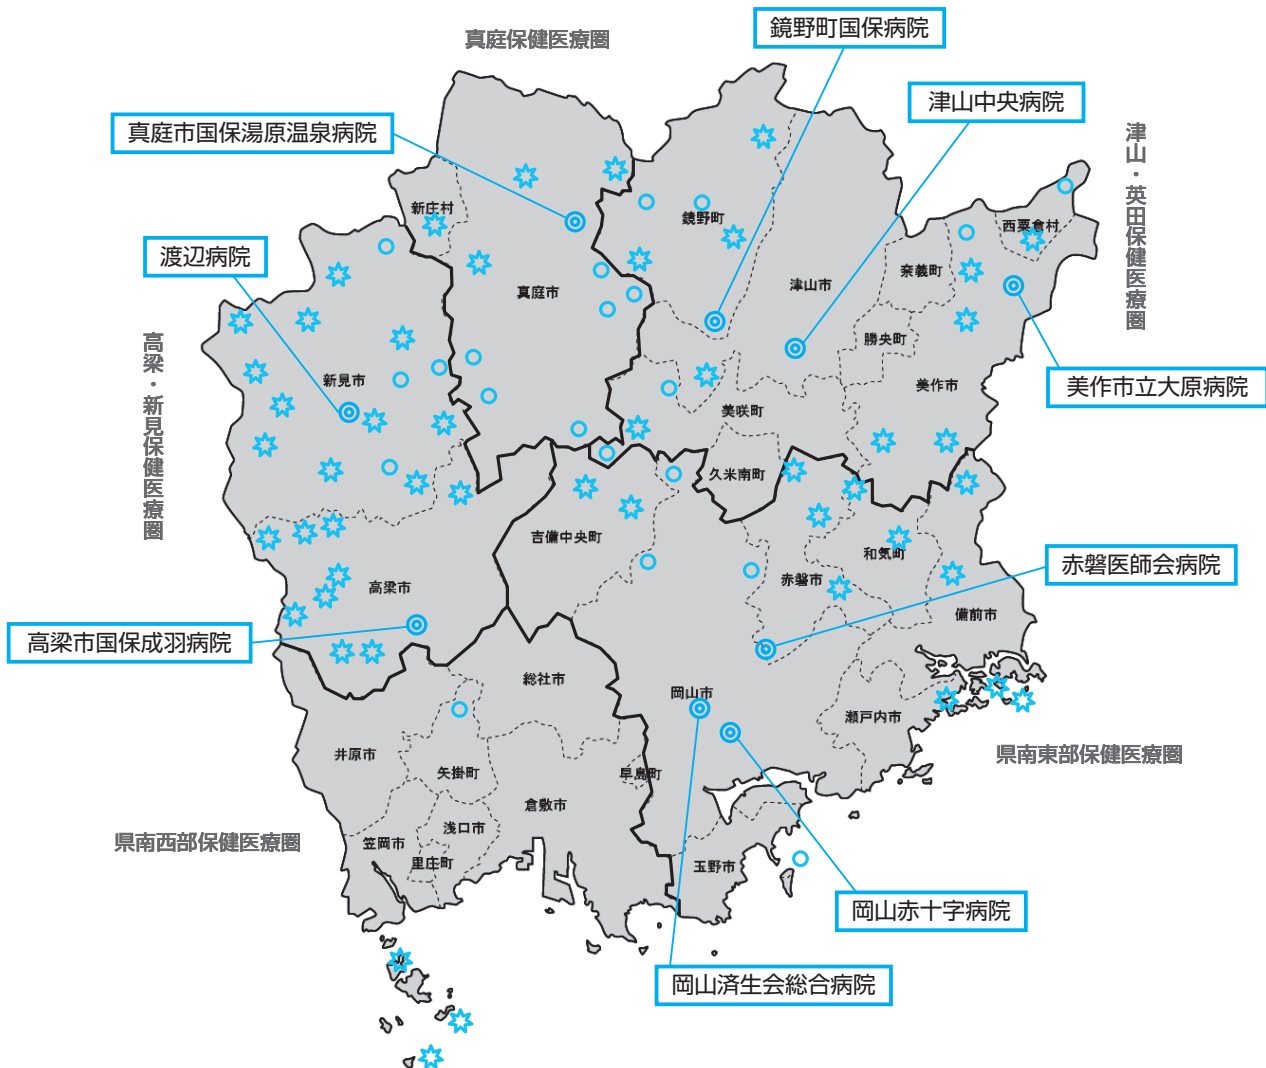 真庭保健医療圏
鏡野町国保病院
津山中央病院
真庭市国保湯原温泉病院
津山・英田保健医療圏
新庄村
鏡野町
西粟倉村
渡辺病院
奈義町
津山市
真庭市
高梁・新見保健医療圏
勝央町
新見市
美作市
美作市立大原病院
美咲町
久米南町
吉備中央町
和気町
赤磐医師会病院
赤磐市
高梁市
備前市
高梁市国保成羽病院
総社市
岡山市
瀬戸内市
井原市
県南東部保健医療圏
矢掛町
早島町
倉敷市
浅口市
県南西部保健医療圏
笠岡市
里庄町
玉野市
岡山赤十字病院
岡山済生会総合病院